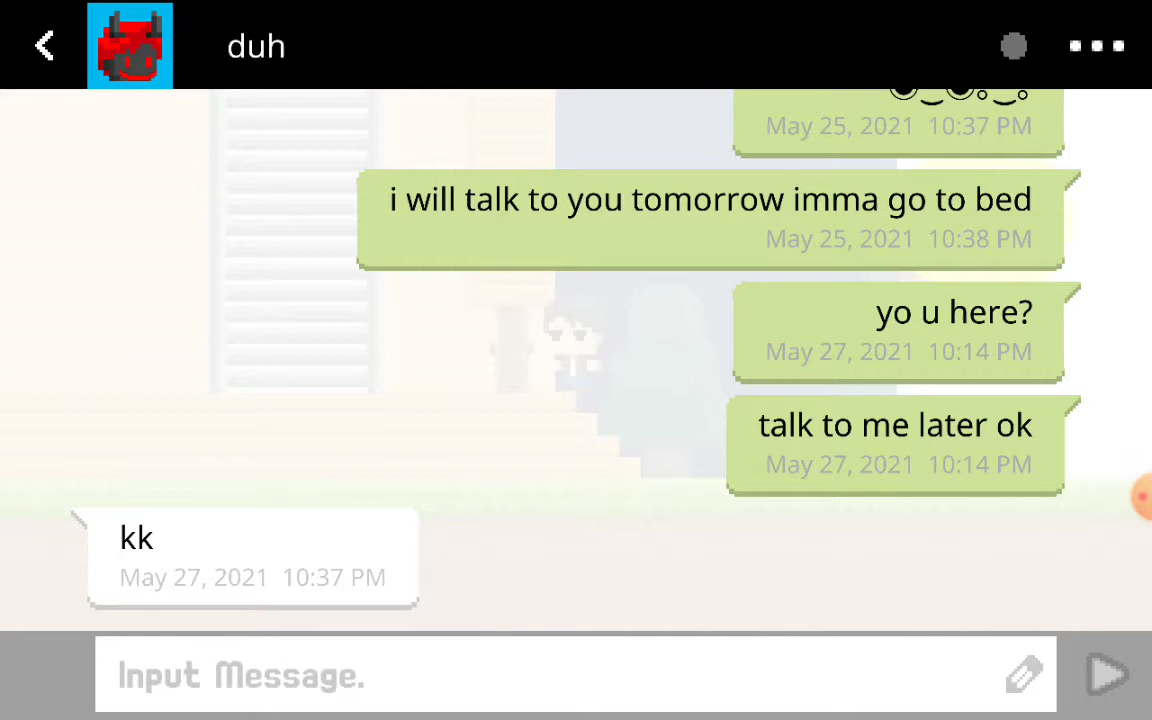 duh
May 25, 2021 10:37 PM
i will talk to you tomorrow imma go to bed
May 25, 2021 10:38 PM
yo u here?
May 27, 2021 10:14 PM
talk to me later ok
May 27, 2021 10:14 PM
kk
May 27, 2021 10:37 PM
Input Message.